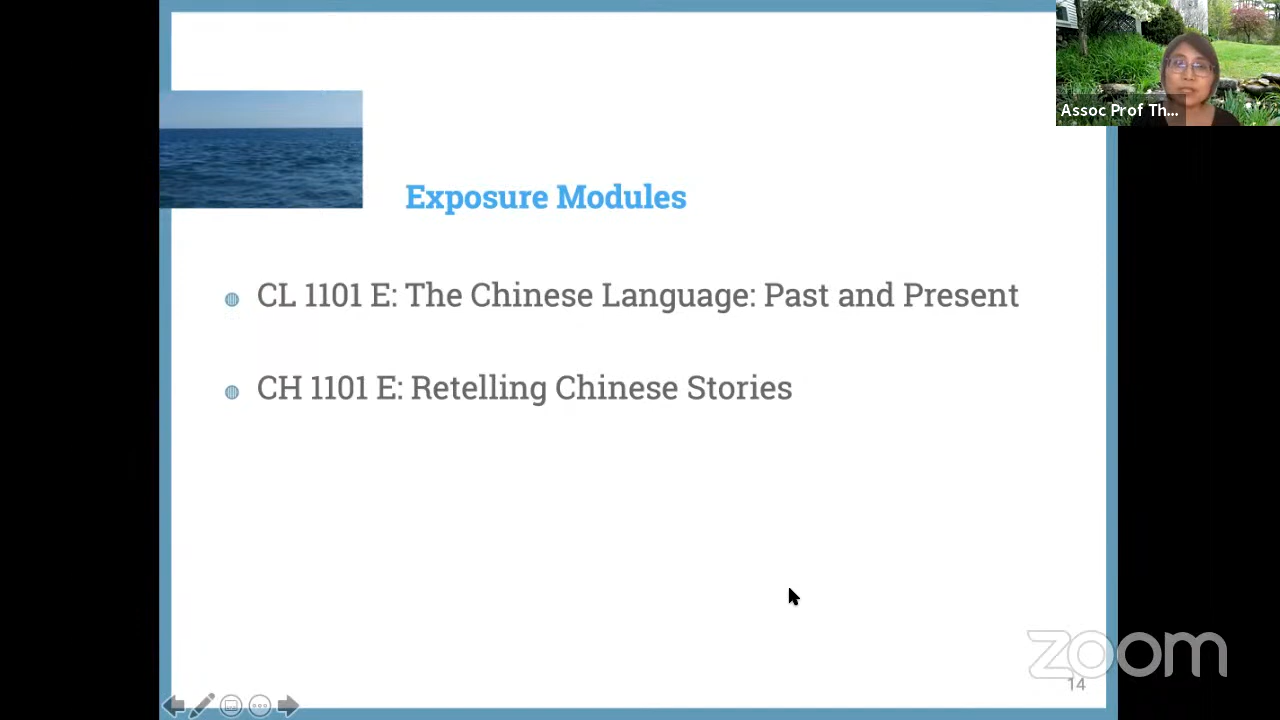 Assoc Prof Th...
Exposure Modules
CL 1101 E: The Chinese Language: Past and Present
CH 1101 E: Retelling Chinese Stories
zoom
14